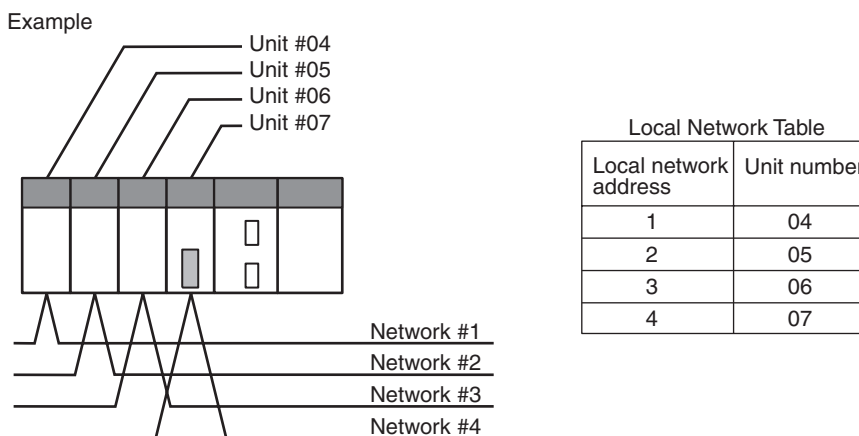 Example
Unit #04
Unit #05
Unit #06
Unit #07
Network #1
Network #2
Network #3
Network #4
Local Network Table
Local network address
Unit number
1 04
2 05
3 06
4 07